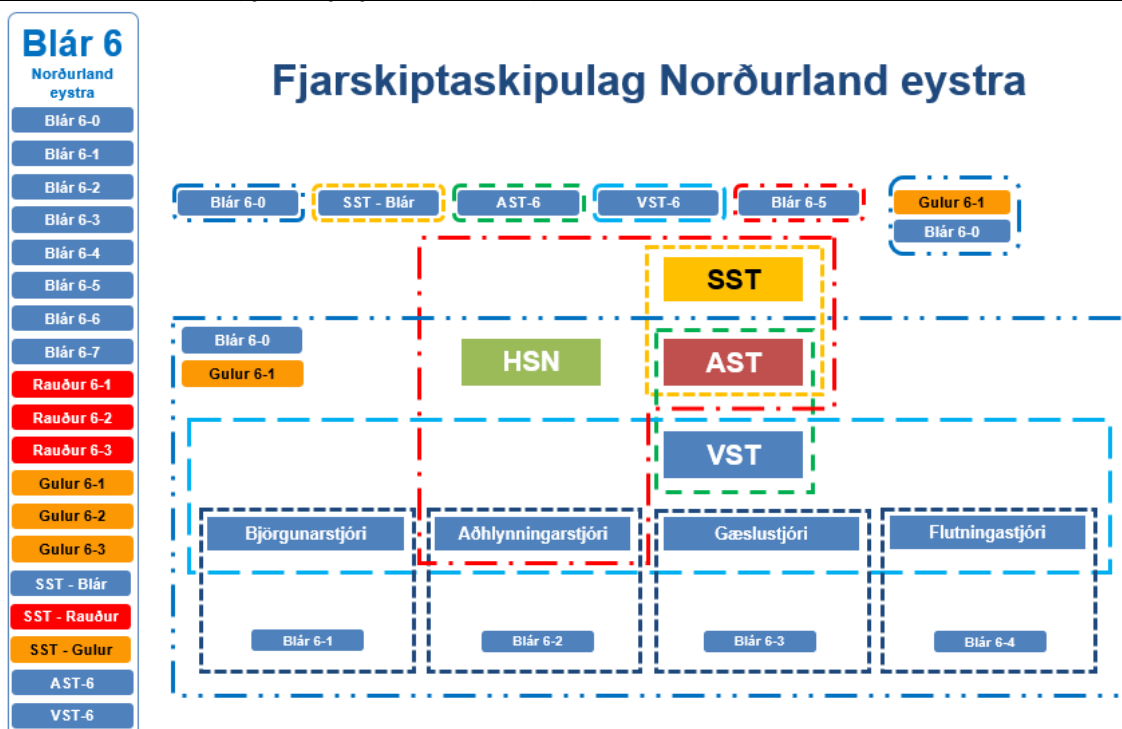 Blár 6
Norðurland
eystra
Blár 6-0
Blár 6-1
Blár 6-2
Blár 6-3
Blár 6-4
Blár 6-5
Blár 6-6
Blár 6-7
Rauður 6-1
Rauður 6-2
Rauður 6-3
Gulur 6-1
Gulur 6-2
Gulur 6-3
SST - Blár
SST - Rauður
SST - Gulur
AST-6
VST-6
Fjarskiptaskipulag Norðurland eystra
Blár 6-0
SST - Blár
AST-6
VST-6
Blár 6-5
Gulur 6-1
Blár 6-0
SST
Blár 6-0
Gulur 6-1
HSN
AST
VST
Björgunarstjóri
Aðhlynningarstjóri
Gæslustjóri
Flutningastjóri
Blár 6-1
Blár 6-2
Blár 6-3
Blár 6-4